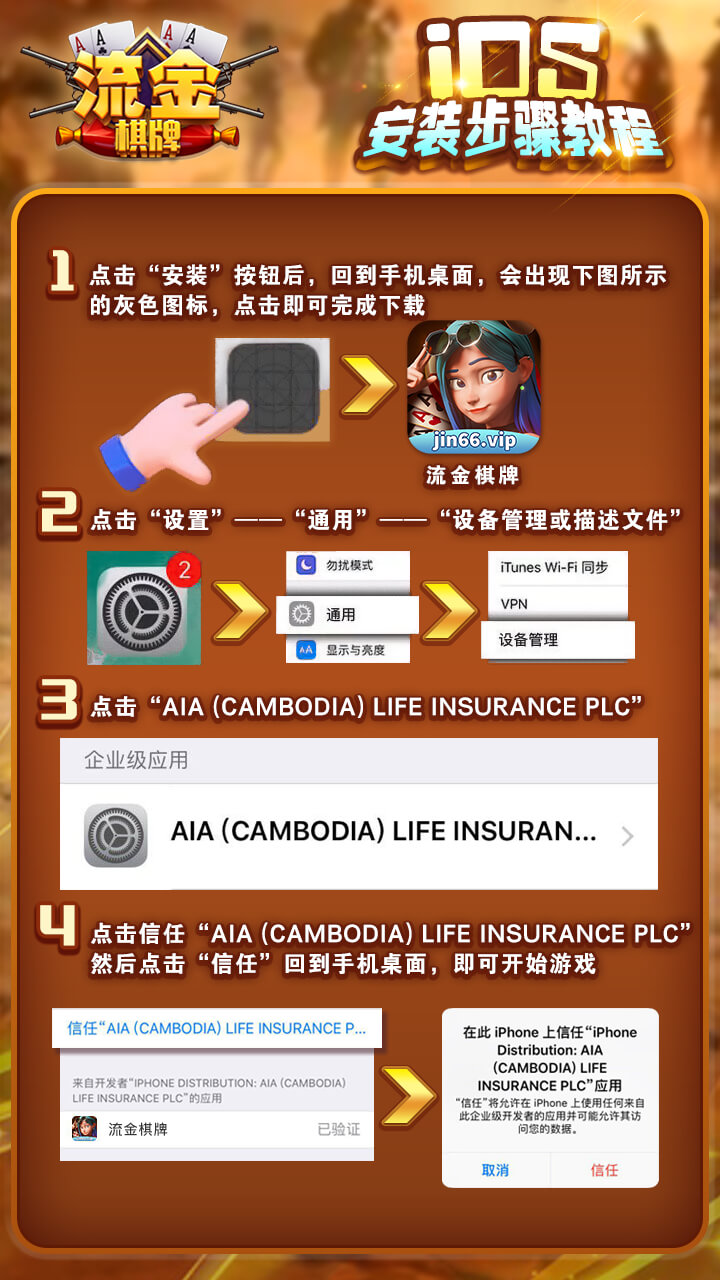 流金
棋牌
iOS
安装步骤教程
1 点击“安装”按钮后，回到手机桌面，会出现下图所示
的灰色图标，点击即可完成下载
jin66.vip
流金棋牌
2 点击“设置”——“通用”——“设备管理或描述文件”
2
勿扰模式
通用
AA 显示与亮度
iTunes Wi-Fi 同步
VPN
设备管理
3 点击“AIA (CAMBODIA) LIFE INSURANCE PLC”
企业级应用
AIA (CAMBODIA) LIFE INSURAN...
4 点击信任“AIA (CAMBODIA) LIFE INSURANCE PLC”
然后点击“信任”回到手机桌面，即可开始游戏
信任“AIA (CAMBODIA) LIFE INSURANCE P...
来自开发者“IPHONE DISTRIBUTION: AIA (CAMBODIA)
LIFE INSURANCE PLC”的应用
流金棋牌 已验证
在此 iPhone 上信任“iPhone
Distribution: AIA
(CAMBODIA) LIFE
INSURANCE PLC”应用
“信任”将允许在 iPhone 上使用任何来自
此企业级开发者的应用并可能允许其访
问您的数据。
取消 信任